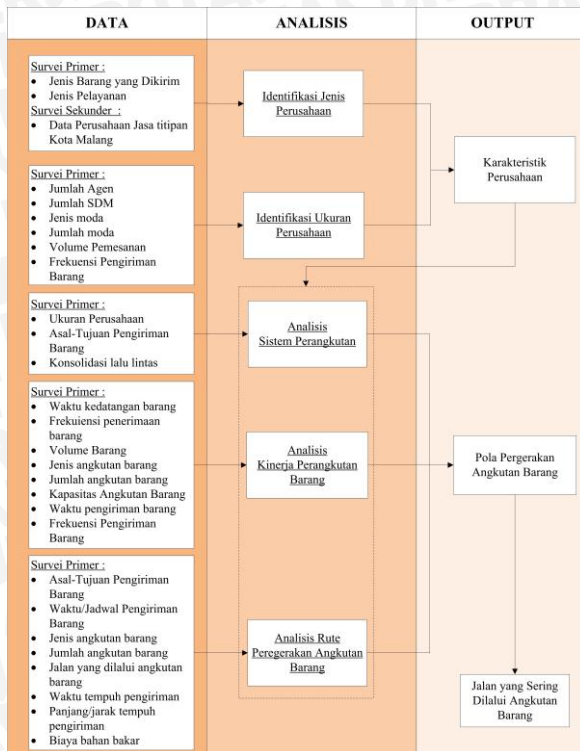 DATA
ANALISIS
OUTPUT
Survei Primer :
• Jenis Barang yang Dikirim
• Jenis Pelayanan
Survei Sekunder :
• Data Perusahaan Jasa titipan
Kota Malang
Identifikasi Jenis
Perusahaan
Karakteristik
Perusahaan
Survei Primer :
• Jumlah Agen
• Jumlah SDM
• Jenis moda
• Jumlah moda
• Volume Pemesanan
• Frekuensi Pengiriman
Barang
Identifikasi Ukuran
Perusahaan
Survei Primer :
• Ukuran Perusahaan
• Asal-Tujuan Pengiriman
Barang
• Konsolidasi lalu lintas
Analisis
Sistem Perangkutan
Survei Primer :
• Waktu kedatangan barang
• Frekuiensi penerimaan
barang
• Volume Barang
• Jenis angkutan barang
• Jumlah angkutan barang
• Kapasitas Angkutan Barang
• Waktu pengiriman barang
• Frekuensi Pengiriman
Barang
Analisis
Kinerja Perangkutan
Barang
Pola Pergerakan
Angkutan Barang
Survei Primer :
• Asal-Tujuan Pengiriman
Barang
• Waktu/Jadwal Pengiriman
Barang
• Jenis angkutan barang
• Jumlah angkutan barang
• Jalan yang dilalui angkutan
barang
• Waktu tempuh pengiriman
• Panjang/jarak tempuh
pengiriman
• Biaya bahan bakar
Analisis Rute
Peregerakan Angkutan
Barang
Jalan yang Sering
Dilalui Angkutan
Barang